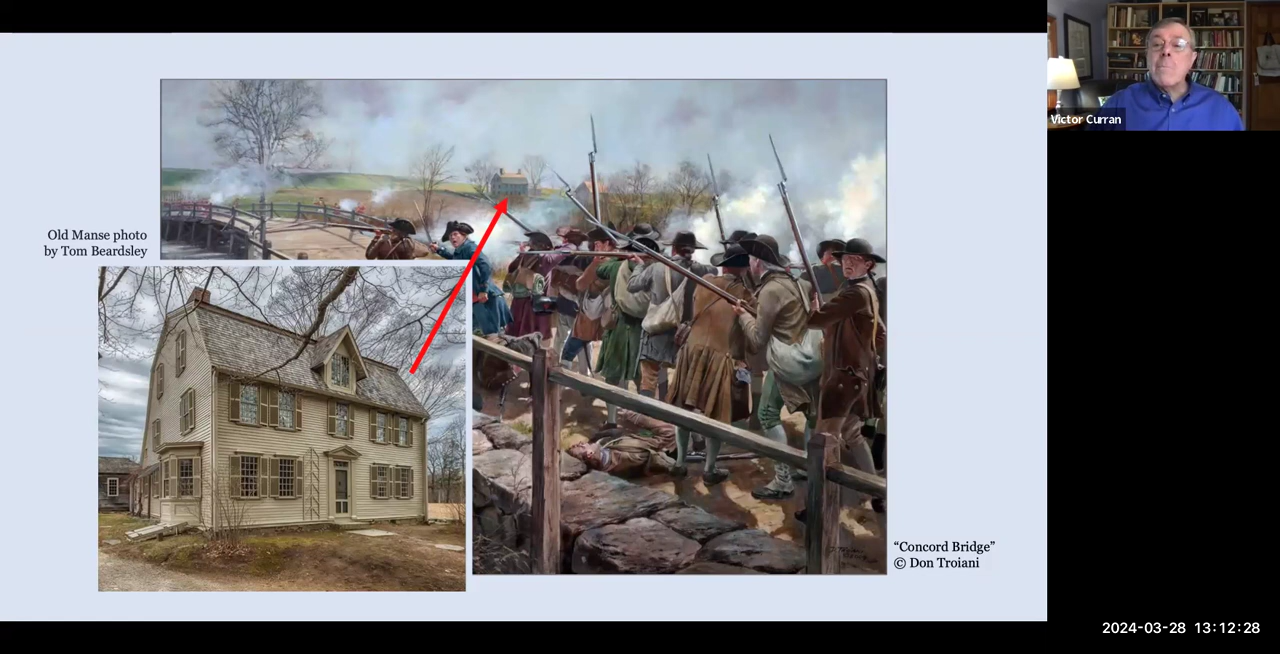 Victor Curran
Old Manse photo
by Tom Beardsley
“Concord Bridge”
© Don Troiani
2024-03-28 13:12:28